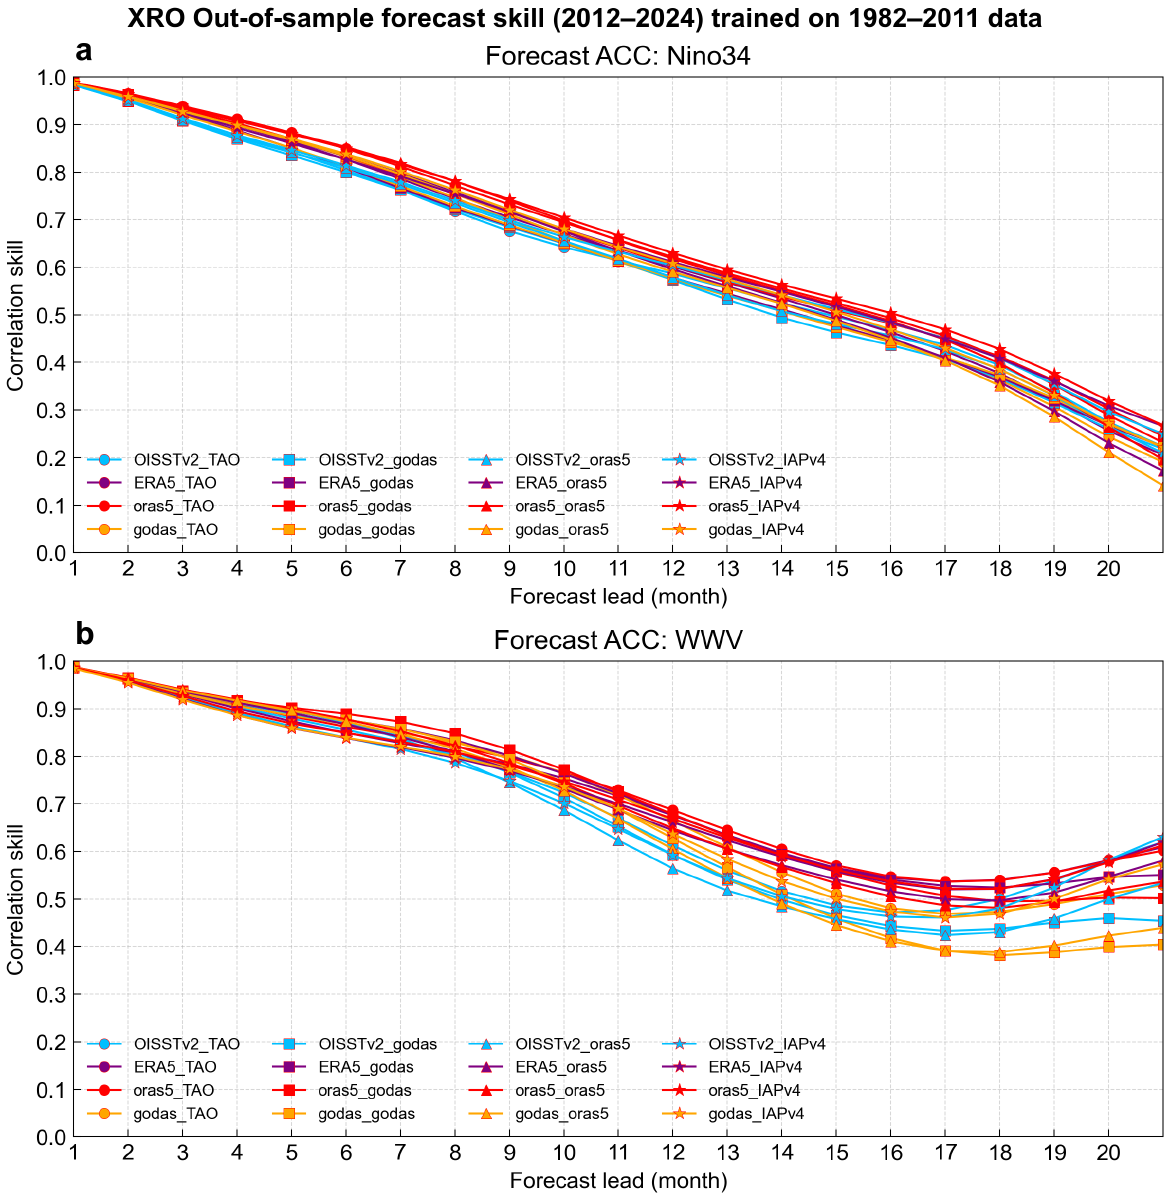 XRO Out-of-sample forecast skill (2012–2024) trained on 1982–2011 data
a
Forecast ACC: Nino34
1.0
0.9
0.8
0.7
0.6
0.5
0.4
0.3
0.2
0.1
0.0
Correlation skill
OISSTv2_TAO OISSTv2_godas OISSTv2_oras5 OISSTv2_IAPv4
ERA5_TAO ERA5_godas ERA5_oras5 ERA5_IAPv4
oras5_TAO oras5_godas oras5_oras5 oras5_IAPv4
godas_TAO godas_godas godas_oras5 godas_IAPv4
1 2 3 4 5 6 7 8 9 10 11 12 13 14 15 16 17 18 19 20
Forecast lead (month)
b
Forecast ACC: WWV
1.0
0.9
0.8
0.7
0.6
0.5
0.4
0.3
0.2
0.1
0.0
Correlation skill
OISSTv2_TAO OISSTv2_godas OISSTv2_oras5 OISSTv2_IAPv4
ERA5_TAO ERA5_godas ERA5_oras5 ERA5_IAPv4
oras5_TAO oras5_godas oras5_oras5 oras5_IAPv4
godas_TAO godas_godas godas_oras5 godas_IAPv4
1 2 3 4 5 6 7 8 9 10 11 12 13 14 15 16 17 18 19 20
Forecast lead (month)